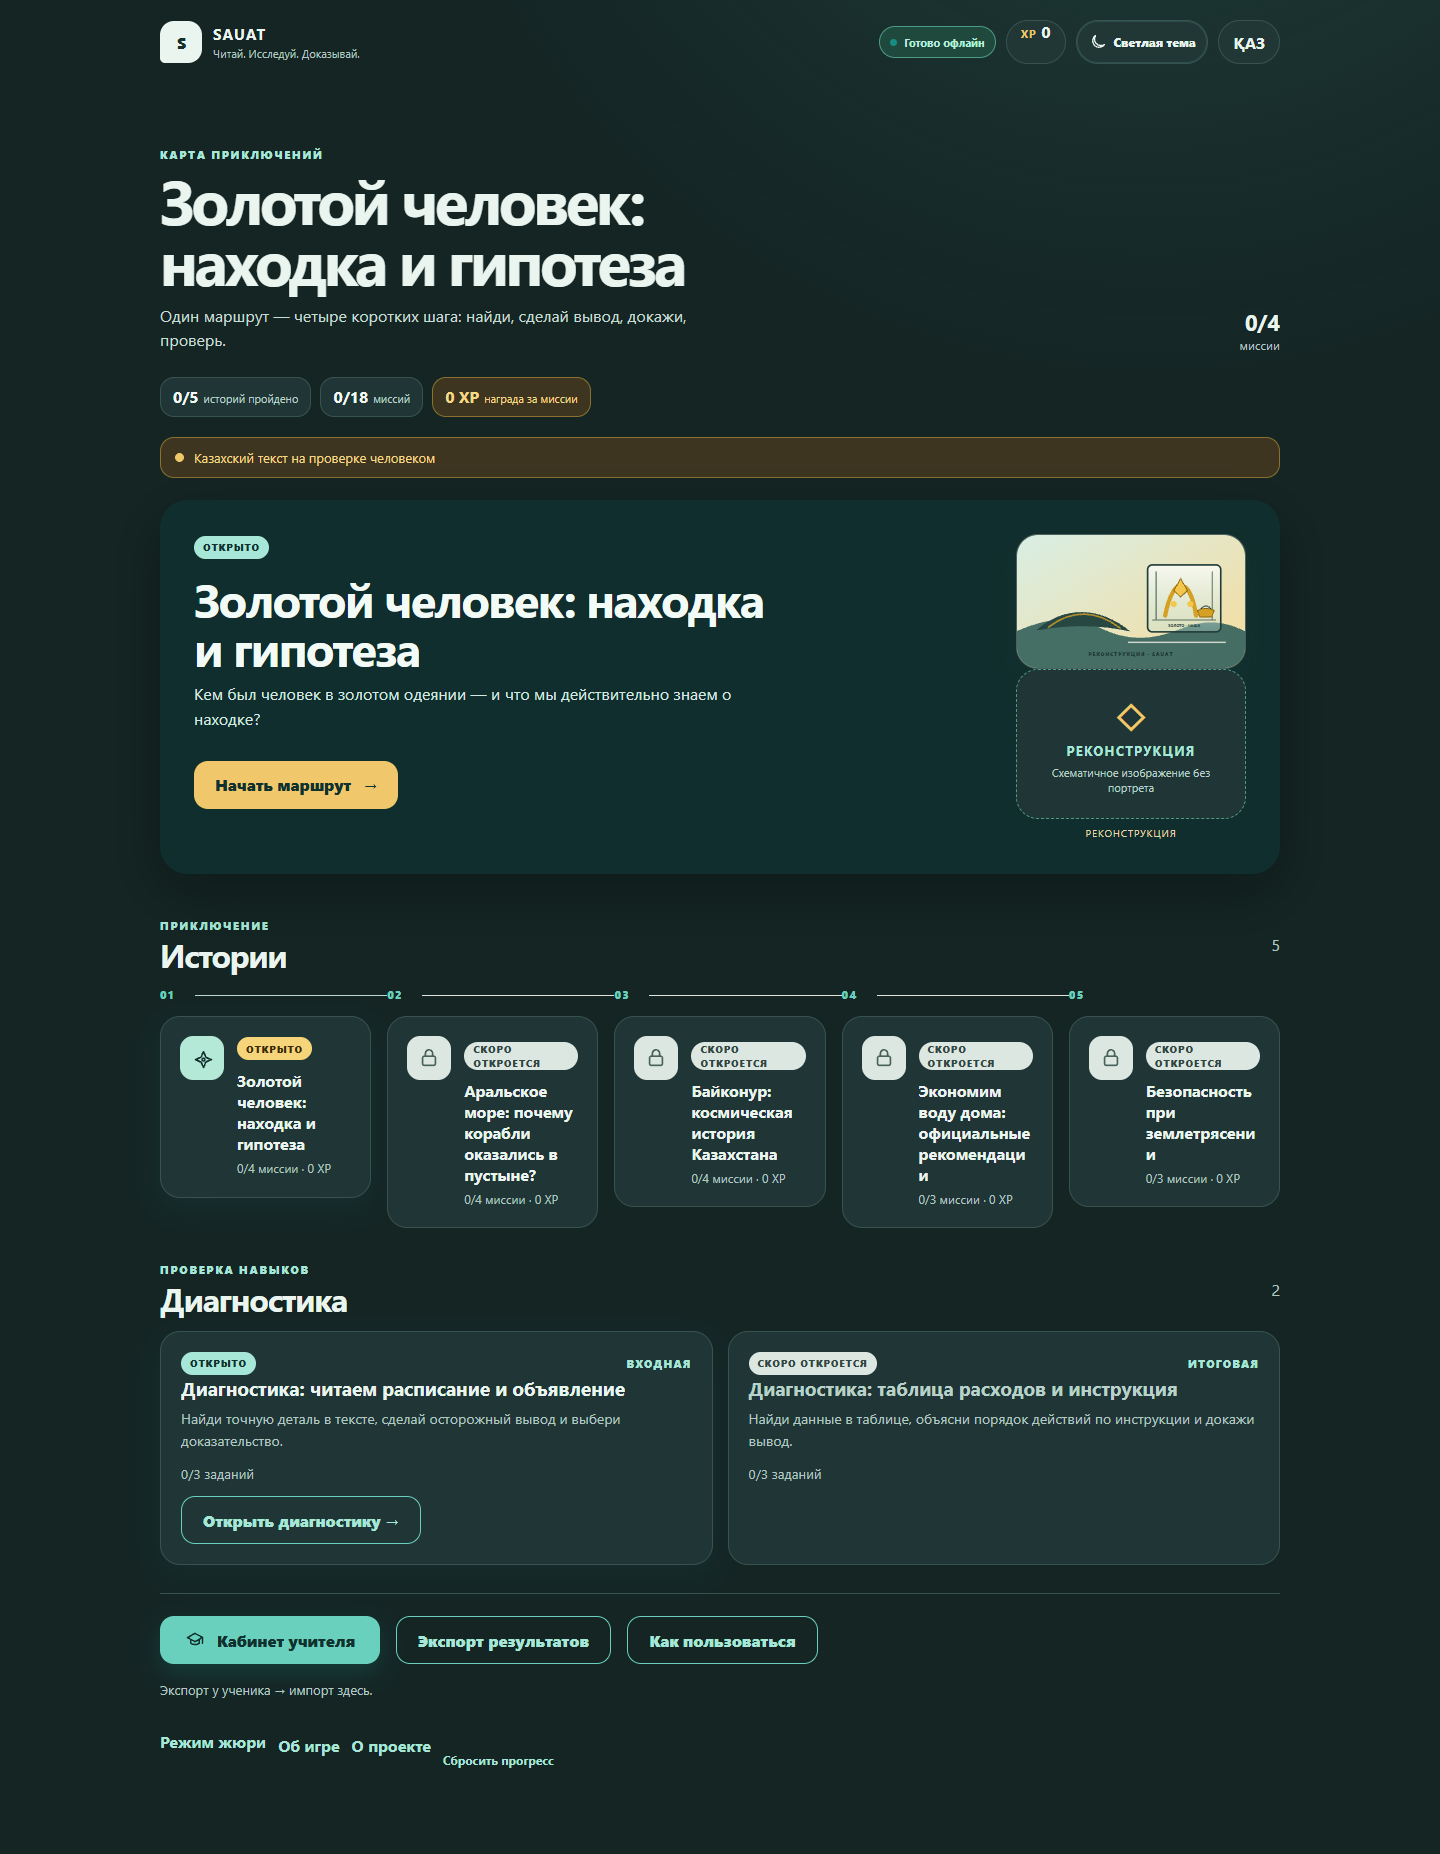 S
SAUAT
Читай. Исследуй. Доказывай.
Готово офлайн
XP 0
Светлая тема
ҚАЗ
КАРТА ПРИКЛЮЧЕНИЙ
Золотой человек:
находка и гипотеза
Один маршрут — четыре коротких шага: найди, сделай вывод, докажи,
проверь.
0/4
миссии
0/5 историй пройдено
0/18 миссий
0 XP награда за миссии
Казахский текст на проверке человеком
ОТКРЫТО
Золотой человек: находка
и гипотеза
Кем был человек в золотом одеянии — и что мы действительно знаем о
находке?
Начать маршрут →
РЕКОНСТРУКЦИЯ · SAUAT
РЕКОНСТРУКЦИЯ
Схематичное изображение без
портрета
РЕКОНСТРУКЦИЯ
ПРИКЛЮЧЕНИЕ
Истории
5
01
02
03
04
05
ОТКРЫТО
Золотой
человек:
находка и
гипотеза
0/4 миссии · 0 XP
СКОРО
ОТКРОЕТСЯ
Аральское
море: почему
корабли
оказались в
пустыне?
0/4 миссии · 0 XP
СКОРО
ОТКРОЕТСЯ
Байконур:
космическая
история
Казахстана
0/4 миссии · 0 XP
СКОРО
ОТКРОЕТСЯ
Экономим
воду дома:
официальные
рекомендаци
и
0/3 миссии · 0 XP
СКОРО
ОТКРОЕТСЯ
Безопасность
при
землетрясени
и
0/3 миссии · 0 XP
ПРОВЕРКА НАВЫКОВ
Диагностика
2
ОТКРЫТО
ВХОДНАЯ
Диагностика: читаем расписание и объявление
Найди точную деталь в тексте, сделай осторожный вывод и выбери
доказательство.
0/3 заданий
Открыть диагностику →
СКОРО ОТКРОЕТСЯ
ИТОГОВАЯ
Диагностика: таблица расходов и инструкция
Найди данные в таблице, объясни порядок действий по инструкции и докажи
вывод.
0/3 заданий
Кабинет учителя
Экспорт результатов
Как пользоваться
Экспорт у ученика → импорт здесь.
Режим жюри
Об игре
О проекте
Сбросить прогресс